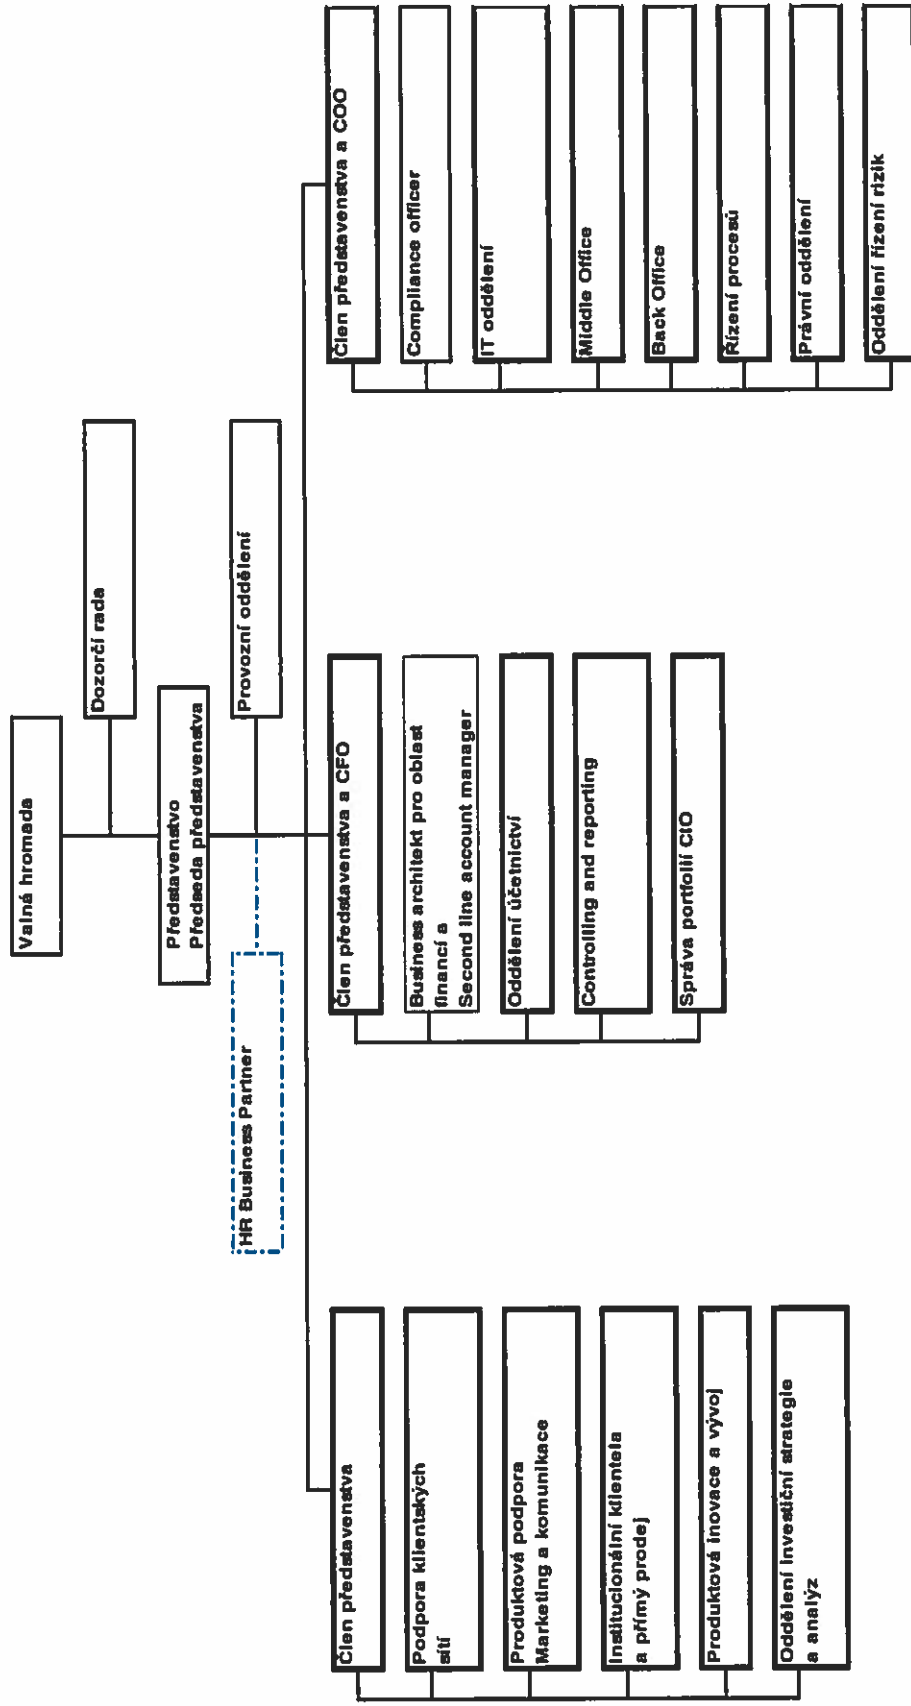 Valná hromada
Dozorčí rada
Představenstvo
Předseda představenstva
HR Business Partner
Provozní oddělení
Člen představenstva
Podpora klientských
sítí
Produktová podpora
Marketing a komunikace
Institucionální klientela
a přímý prodej
Produktová inovace a vývoj
Oddělení investiční strategie
a analýz
Člen představenstva a CFO
Business architekt pro oblast
financí a
Second line account manager
Oddělení účetnictví
Controlling and reporting
Správa portfolií CIO
Člen představenstva a COO
Compliance officer
IT oddělení
Middle Office
Back Office
Řízení procesů
Právní oddělení
Oddělení řízení rizik